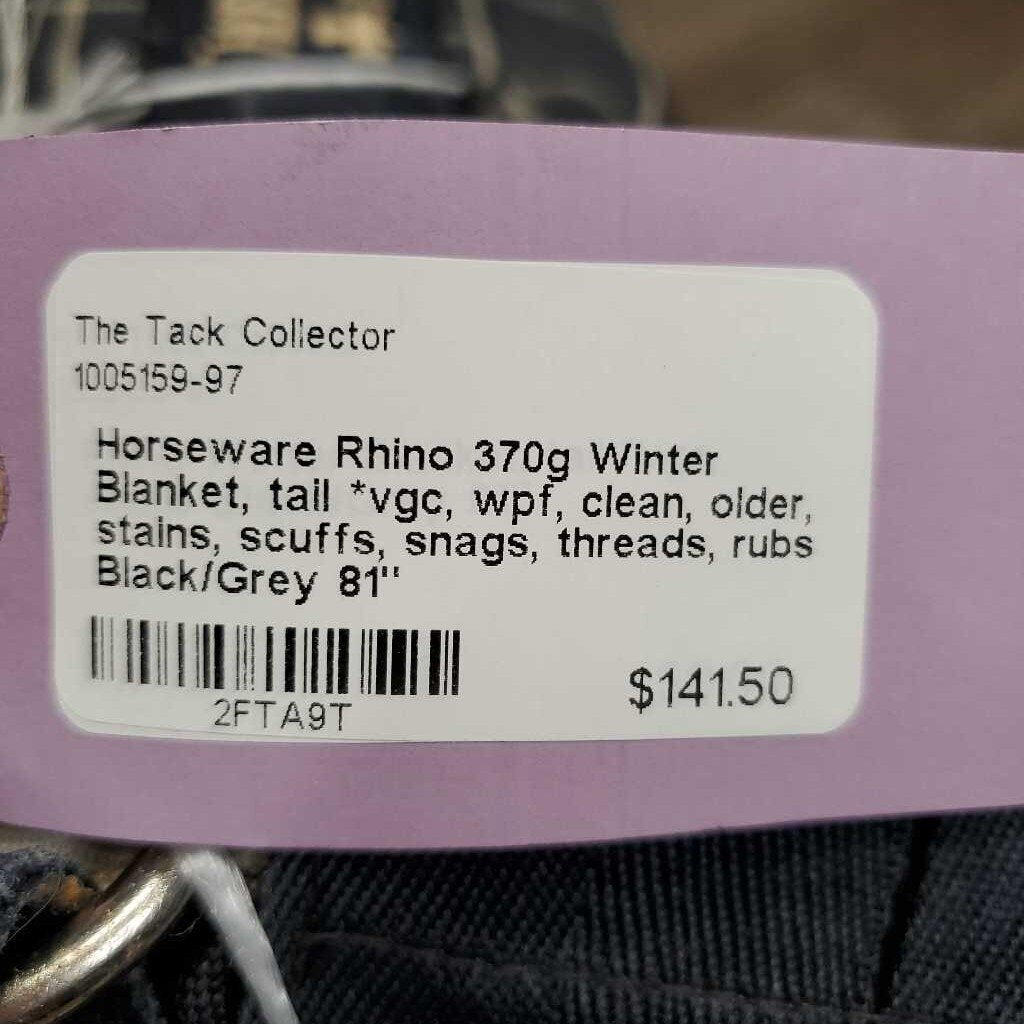 The Tack Collector
1005159-97
Horseware Rhino 370g Winter
Blanket, tail *vgc, wpf, clean, older,
stains, scuffs, snags, threads, rubs
Black/Grey 81"
2FTA9T
$141.50